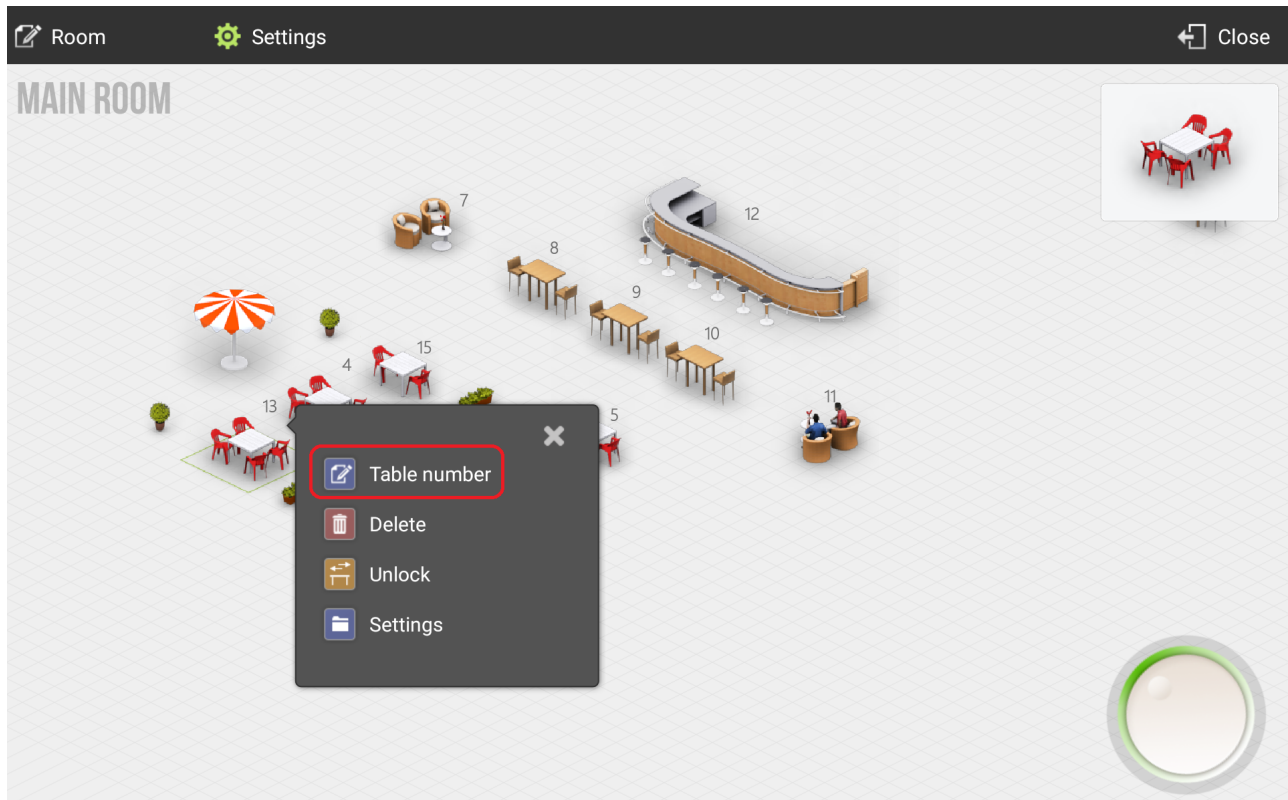 Room
Settings
Close
MAIN ROOM
7
12
8
9
10
15
4
13
11
5
Table number
Delete
Unlock
Settings